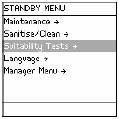 STANDBY MENU
Maintenance →
Sanitise/Clean →
Suitability Tests →
Language →
Manager Menu →